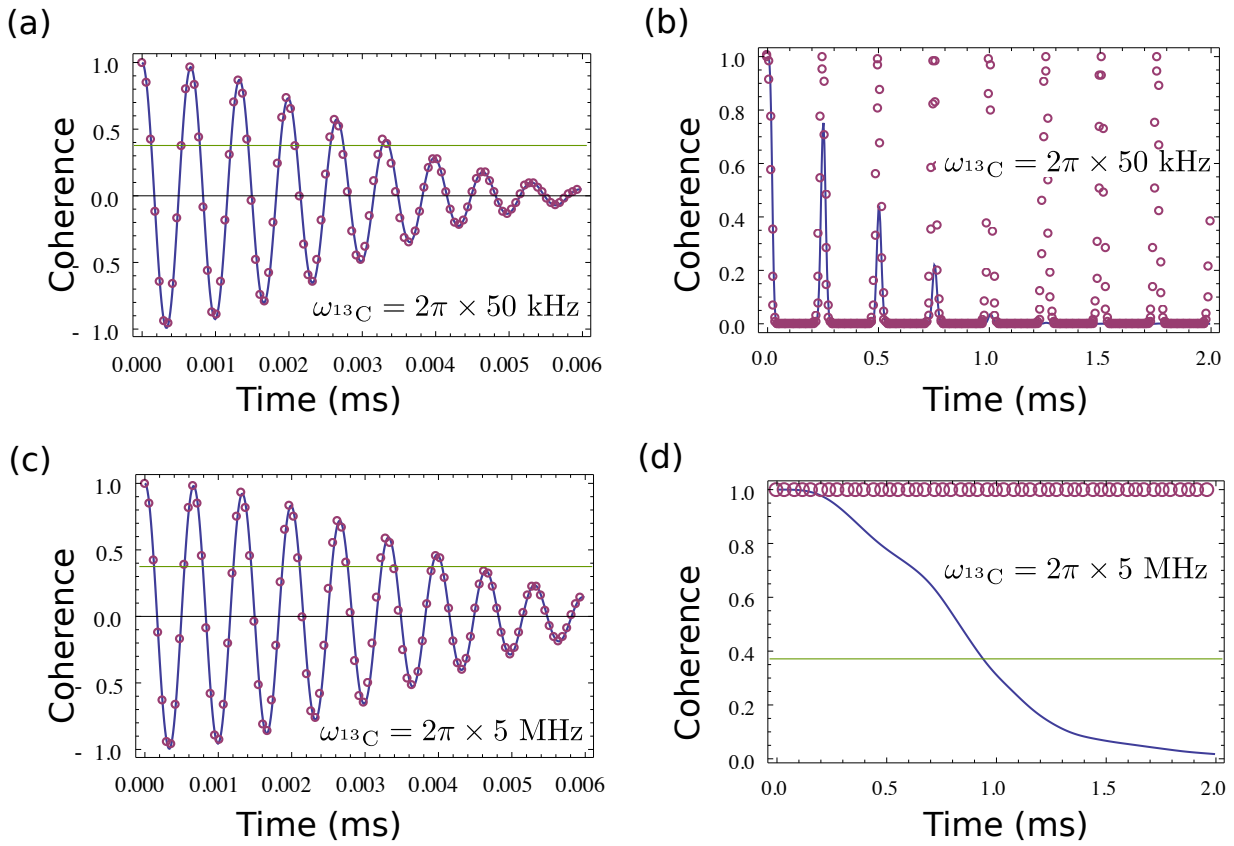 (a)
Coherence
1.0
0.5
0.0
0.5
- 1.0
ω13C = 2π × 50 kHz
0.000 0.001 0.002 0.003 0.004 0.005 0.006
Time (ms)
(b)
Coherence
1.0
0.8
0.6
0.4
0.2
0.0
ω13C = 2π × 50 kHz
0.0 0.5 1.0 1.5 2.0
Time (ms)
(c)
Coherence
1.0
0.5
0.0
- 0.5
- 1.0
ω13C = 2π × 5 MHz
0.000 0.001 0.002 0.003 0.004 0.005 0.006
Time (ms)
(d)
Coherence
1.0
0.8
0.6
0.4
0.2
0.0
ω13C = 2π × 5 MHz
0.0 0.5 1.0 1.5 2.0
Time (ms)